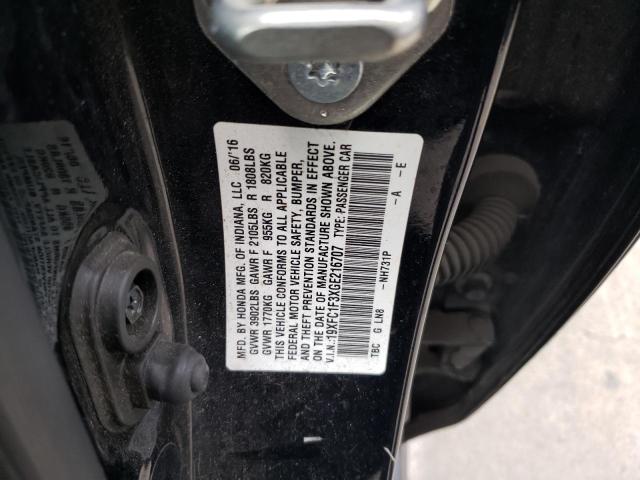 MFD. BY HONDA MFG. OF INDIANA, LLC 06/'16
GVWR 3902LBS GAWR F 2105LBS R 1808LBS
GVWR 1770KG GAWR F 955KG R 820KG
THIS VEHICLE CONFORMS TO ALL APPLICABLE
FEDERAL MOTOR VEHICLE SAFETY, BUMPER,
AND THEFT PREVENTION STANDARDS IN EFFECT
ON THE DATE OF MANUFACTURE SHOWN ABOVE.
V.I.N.:19XFC1F3XGE216707 TYPE: PASSENGER CAR
-NH731P -A -E
TBC G LN8